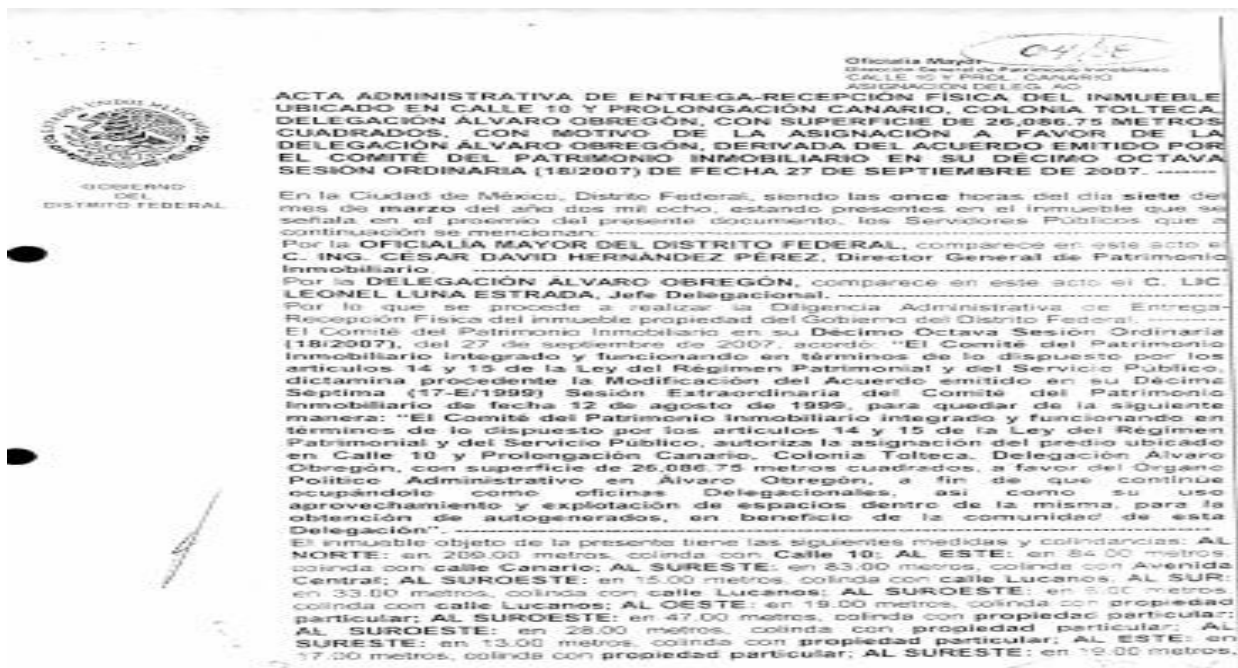 04/SE
Oficialía Mayor
Dirección General de Patrimonio Inmobiliario
CALLE 10 Y PROL. CANARIO
ASIGNACIÓN DELEG. AO
GOBIERNO
DEL
DISTRITO FEDERAL
ACTA ADMINISTRATIVA DE ENTREGA-RECEPCIÓN FÍSICA DEL INMUEBLE
UBICADO EN CALLE 10 Y PROLONGACIÓN CANARIO, COLONIA TOLTECA,
DELEGACIÓN ÁLVARO OBREGÓN, CON SUPERFICIE DE 26,086.75 METROS
CUADRADOS, CON MOTIVO DE LA ASIGNACIÓN A FAVOR DE LA
DELEGACIÓN ÁLVARO OBREGÓN, DERIVADA DEL ACUERDO EMITIDO POR
EL COMITÉ DEL PATRIMONIO INMOBILIARIO EN SU DÉCIMO OCTAVA
SESIÓN ORDINARIA (18/2007) DE FECHA 27 DE SEPTIEMBRE DE 2007. -------
En la Ciudad de México, Distrito Federal, siendo las once horas del día siete del
mes de marzo del año dos mil ocho, estando presentes en el inmueble que se
señala en el proemio del presente documento, los Servidores Públicos que a
continuación se mencionan: -------
Por la OFICIALÍA MAYOR DEL DISTRITO FEDERAL, comparece en este acto el
C. ING. CÉSAR DAVID HERNÁNDEZ PÉREZ, Director General de Patrimonio
Inmobiliario. -------
Por la DELEGACIÓN ÁLVARO OBREGÓN, comparece en este acto el C. LIC.
LEONEL LUNA ESTRADA, Jefe Delegacional. -------
Por lo que se procede a realizar la Diligencia Administrativa de Entrega-
Recepción Física del inmueble propiedad del Gobierno del Distrito Federal. -------
El Comité del Patrimonio Inmobiliario en su Décimo Octava Sesión Ordinaria
(18/2007), del 27 de septiembre de 2007, acordó: "El Comité del Patrimonio
Inmobiliario integrado y funcionando en términos de lo dispuesto por los
artículos 14 y 15 de la Ley del Régimen Patrimonial y del Servicio Público,
dictamina procedente la Modificación del Acuerdo emitido en su Décima
Séptima (17-E/1999) Sesión Extraordinaria del Comité del Patrimonio
Inmobiliario de fecha 12 de agosto de 1999, para quedar de la siguiente
manera: "El Comité del Patrimonio Inmobiliario integrado y funcionando en
términos de lo dispuesto por los artículos 14 y 15 de la Ley del Régimen
Patrimonial y del Servicio Público, autoriza la asignación del predio ubicado
en Calle 10 y Prolongación Canario, Colonia Tolteca, Delegación Álvaro
Obregón, con superficie de 26,086.75 metros cuadrados, a favor del Órgano
Político Administrativo en Álvaro Obregón, a fin de que continúe
ocupándolo como oficinas Delegacionales, así como su uso
aprovechamiento y explotación de espacios dentro de la misma, para la
obtención de autogenerados, en beneficio de la comunidad de esta
Delegación". -------
El inmueble objeto de la presente tiene las siguientes medidas y colindancias: AL
NORTE: en 209.00 metros, colinda con Calle 10; AL ESTE: en 84.00 metros,
colinda con calle Canario; AL SURESTE: en 83.00 metros, colinda con Avenida
Central; AL SUROESTE: en 15.00 metros, colinda con calle Lucanos; AL SUR:
en 33.00 metros, colinda con calle Lucanos; AL SUROESTE: en metros,
colinda con calle Lucanos; AL OESTE: en 19.00 metros, colinda con propiedad
particular; AL SUROESTE: en 47.00 metros, colinda con propiedad particular;
AL SUROESTE: en 28.00 metros, colinda con propiedad particular; AL
SURESTE: en 13.00 metros, colinda con propiedad particular; AL ESTE: en
17.00 metros, colinda con propiedad particular; AL SURESTE: en 19.00 metros,